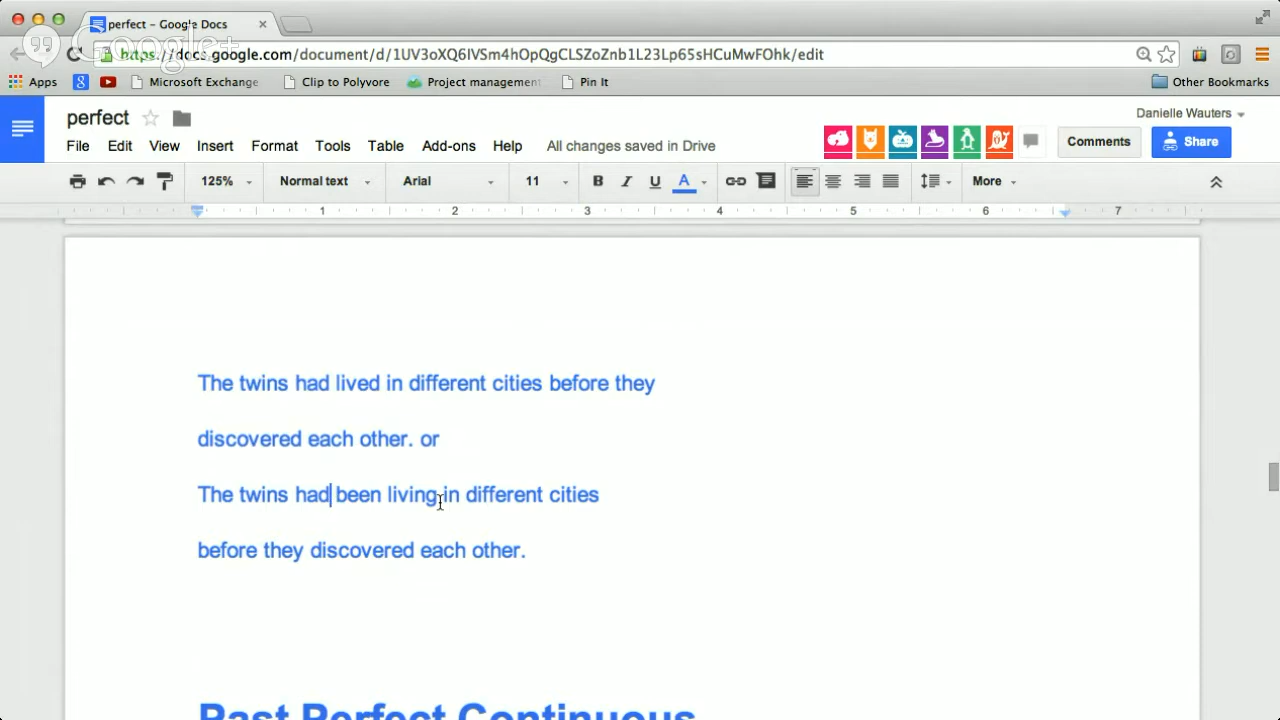 perfect – Google Docs
Google+
https://docs.google.com/document/d/1UV3oXQ6IVSm4hOpQgCLSZoZnb1L23Lp65sHCuMwFOhk/edit
Apps Microsoft Exchange Clip to Polyvore Project management Pin It Other Bookmarks
perfect
Danielle Wauters
File Edit View Insert Format Tools Table Add-ons Help All changes saved in Drive
Comments Share
125% Normal text Arial 11 B I U A More
1 2 3 4 5 6 7
The twins had lived in different cities before they
discovered each other. or
The twins had been living in different cities
before they discovered each other.
Past Perfect Continuous